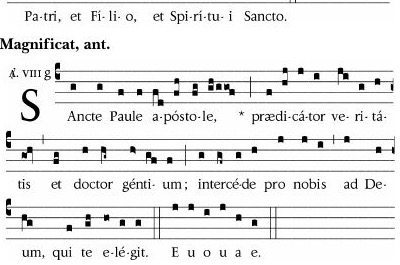 Pa-tri, et Fí-li-o, et Spi-rí-tu-i Sancto.
Magnificat, ant.
℣. VIII g
SAncte Paule a-pósto-le, * prædi-cá-tor ve-ri-tá-
tis et doctor génti-um; intercé-de pro nobis ad De-
um, qui te e-lé-git. E u o u a e.